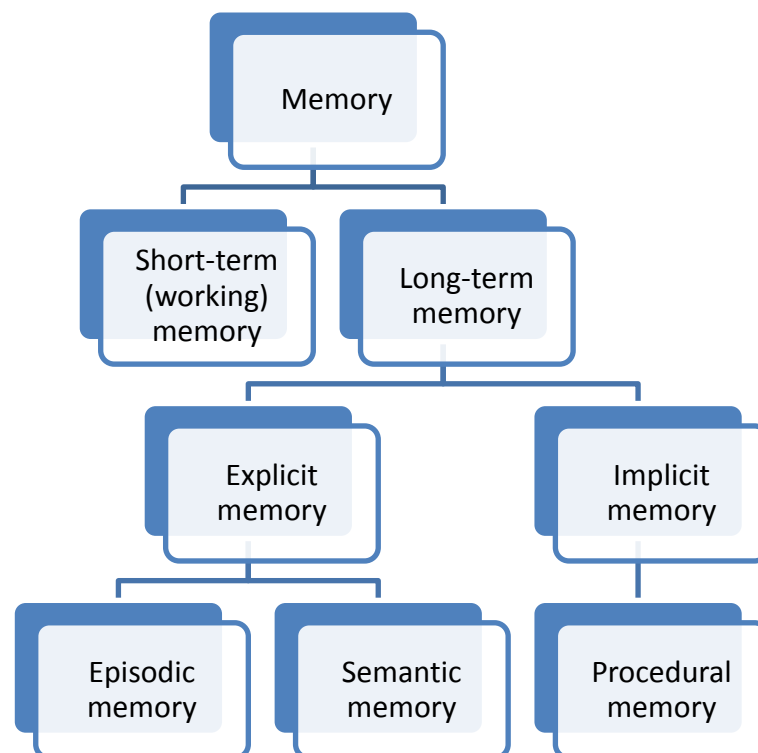 Memory
Short-term
(working)
memory
Long-term
memory
Explicit
memory
Implicit
memory
Episodic
memory
Semantic
memory
Procedural
memory